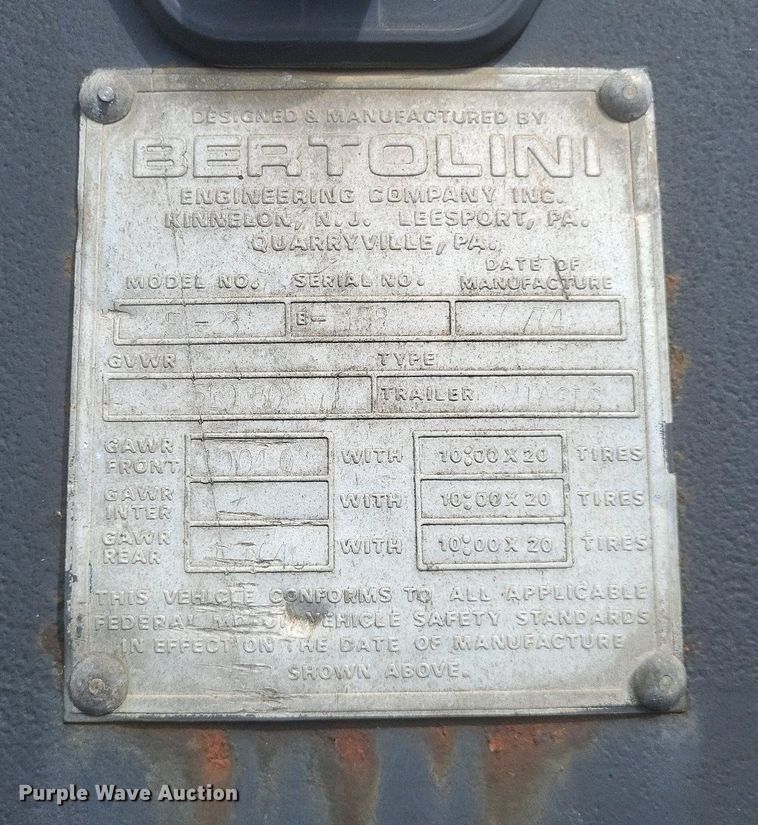 DESIGNED & MANUFACTURED BY
BERTOLINI
ENGINEERING COMPANY INC.
KINNELON, N.J. LEESPORT, PA.
QUARRYVILLE, PA.
MODEL NO. SERIAL NO. DATE OF MANUFACTURE
B-
GVWR TYPE
TRAILER
GAWR FRONT WITH 10:00 X 20 TIRES
GAWR INTER WITH 10:00 X 20 TIRES
GAWR REAR WITH 10:00 X 20 TIRES
THIS VEHICLE CONFORMS TO ALL APPLICABLE
FEDERAL MOTOR VEHICLE SAFETY STANDARDS
IN EFFECT ON THE DATE OF MANUFACTURE
SHOWN ABOVE.
Purple Wave Auction